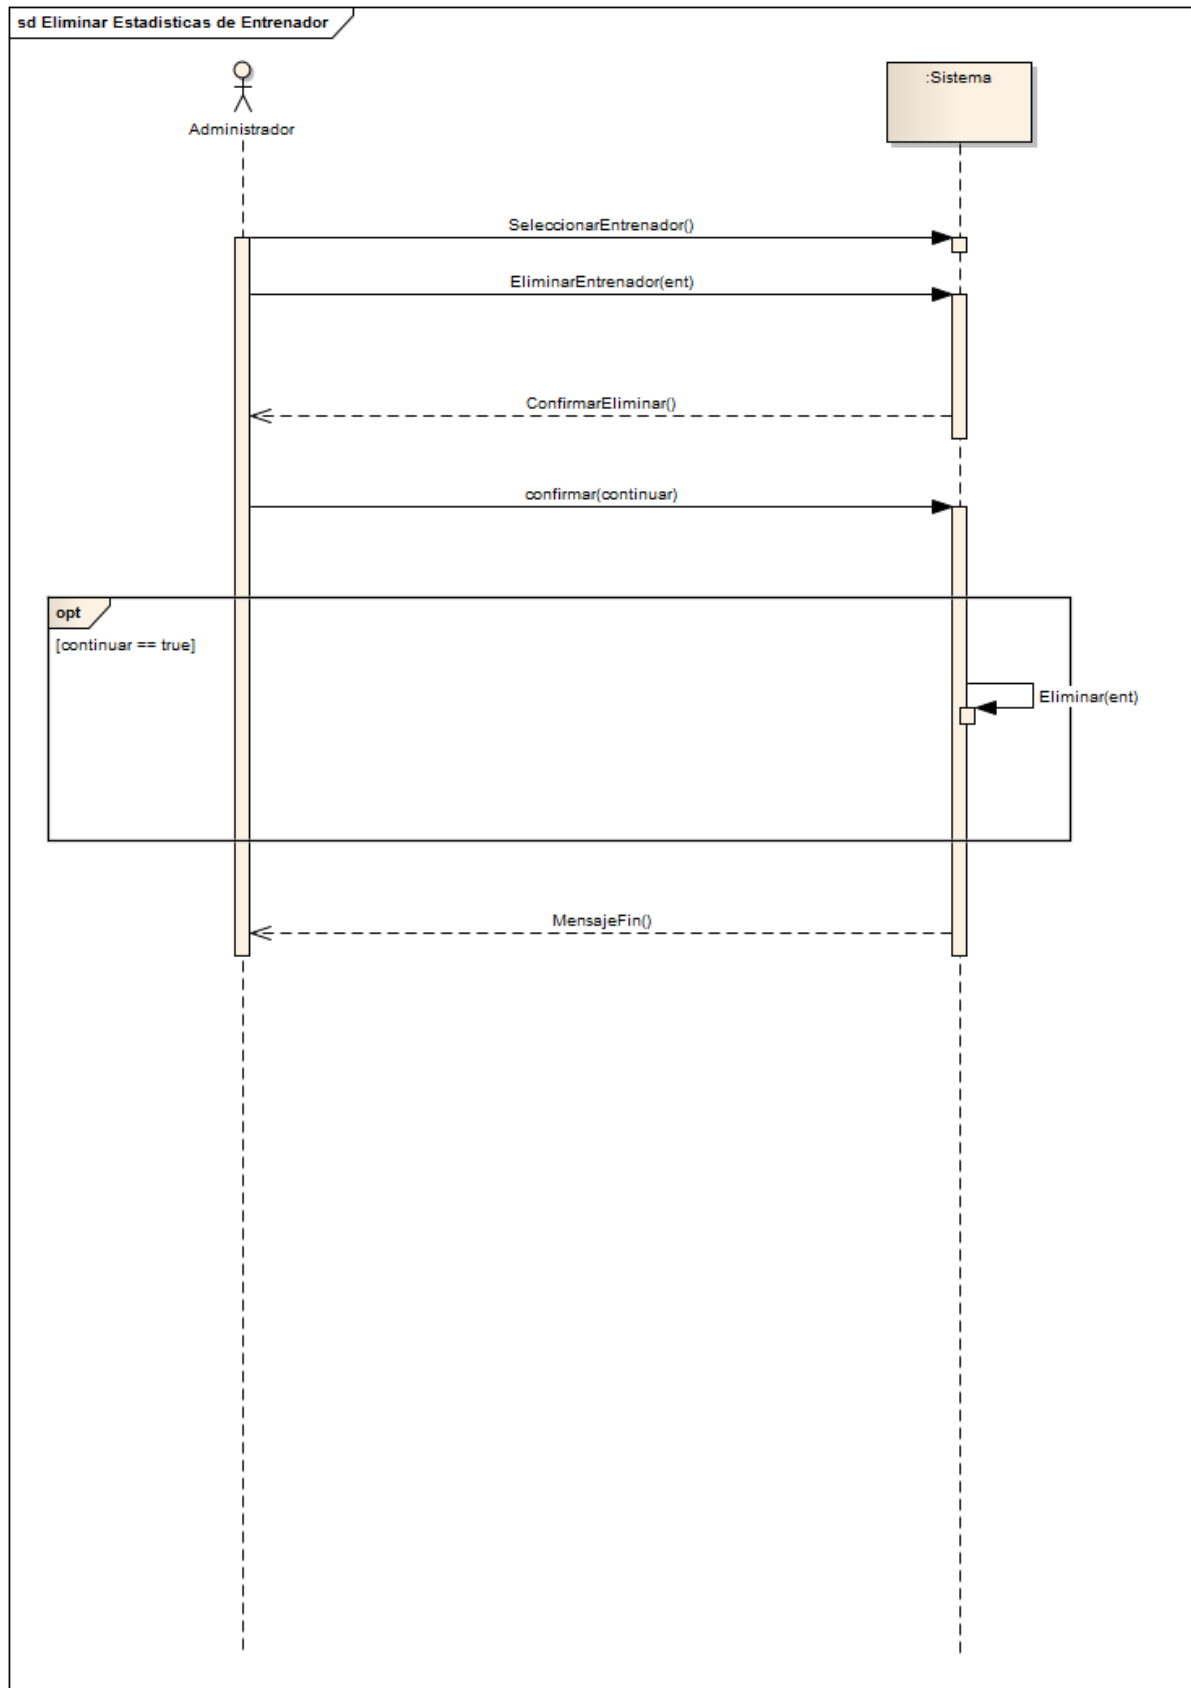 sd Eliminar Estadisticas de Entrenador
Administrador
:Sistema
SeleccionarEntrenador()
EliminarEntrenador(ent)
ConfirmarEliminar()
confirmar(continuar)
opt
[continuar == true]
Eliminar(ent)
MensajeFin()